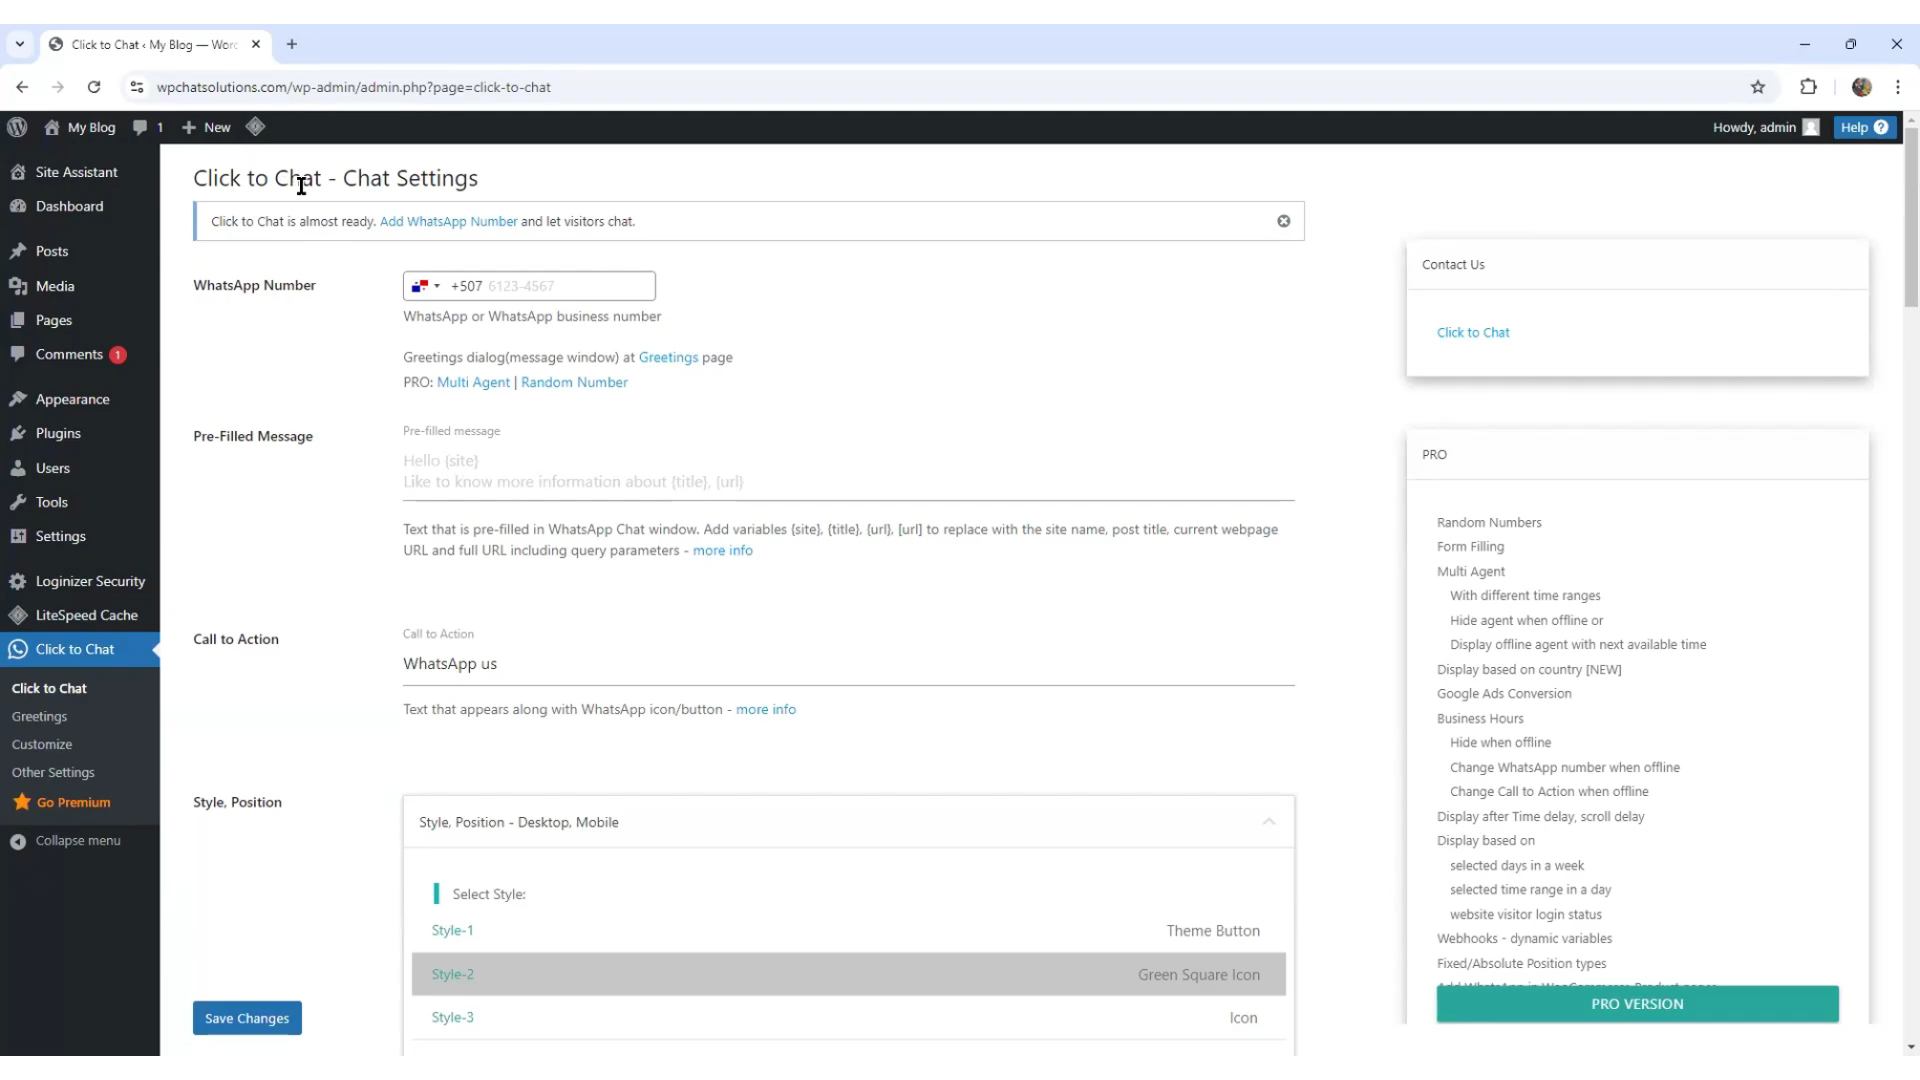 Click to Chat ‹ My Blog — Word
wpchatsolutions.com/wp-admin/admin.php?page=click-to-chat
My Blog
1
New
Howdy, admin
Help
Site Assistant
Dashboard
Posts
Media
Pages
Comments 1
Appearance
Plugins
Users
Tools
Settings
Loginizer Security
LiteSpeed Cache
Click to Chat
Click to Chat
Greetings
Customize
Other Settings
Go Premium
Collapse menu
Click to Chat - Chat Settings
Click to Chat is almost ready. Add WhatsApp Number and let visitors chat.
WhatsApp Number
+507 6123-4567
WhatsApp or WhatsApp business number
Greetings dialog(message window) at Greetings page
PRO: Multi Agent | Random Number
Pre-Filled Message
Pre-filled message
Hello {site}
Like to know more information about {title}, {url}
Text that is pre-filled in WhatsApp Chat window. Add variables {site}, {title}, {url}, [url] to replace with the site name, post title, current webpage
URL and full URL including query parameters - more info
Call to Action
Call to Action
WhatsApp us
Text that appears along with WhatsApp icon/button - more info
Style, Position
Style, Position - Desktop, Mobile
Select Style:
Style-1 Theme Button
Style-2 Green Square Icon
Style-3 Icon
Save Changes
Contact Us
Click to Chat
PRO
Random Numbers
Form Filling
Multi Agent
With different time ranges
Hide agent when offline or
Display offline agent with next available time
Display based on country [NEW]
Google Ads Conversion
Business Hours
Hide when offline
Change WhatsApp number when offline
Change Call to Action when offline
Display after Time delay, scroll delay
Display based on
selected days in a week
selected time range in a day
website visitor login status
Webhooks - dynamic variables
Fixed/Absolute Position types
PRO VERSION